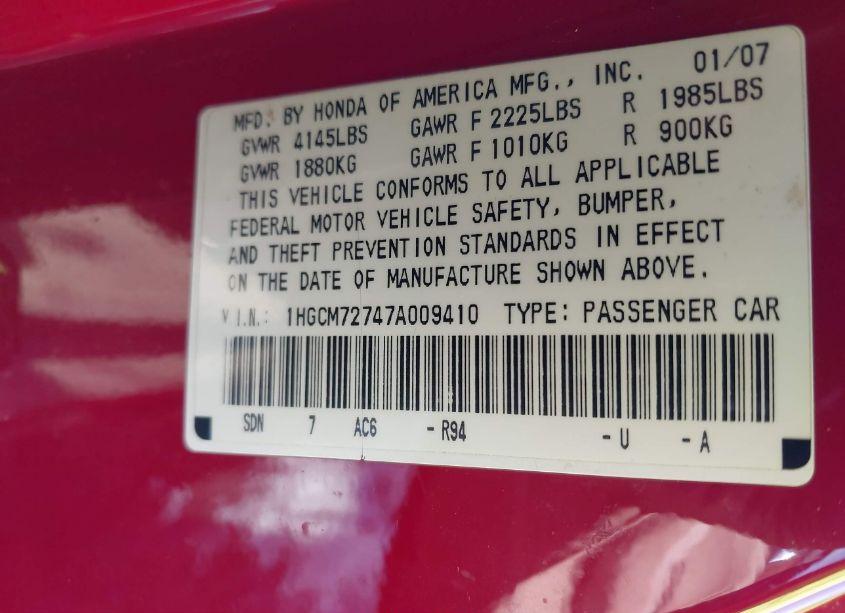 MFD. BY HONDA OF AMERICA MFG., INC. 01/07
GVWR 4145LBS GAWR F 2225LBS R 1985LBS
GVWR 1880KG GAWR F 1010KG R 900KG
THIS VEHICLE CONFORMS TO ALL APPLICABLE
FEDERAL MOTOR VEHICLE SAFETY, BUMPER,
AND THEFT PREVENTION STANDARDS IN EFFECT
ON THE DATE OF MANUFACTURE SHOWN ABOVE.
V.I.N.: 1HGCM72747A009410 TYPE: PASSENGER CAR
SDN 7 AC6 -R94 -U -A